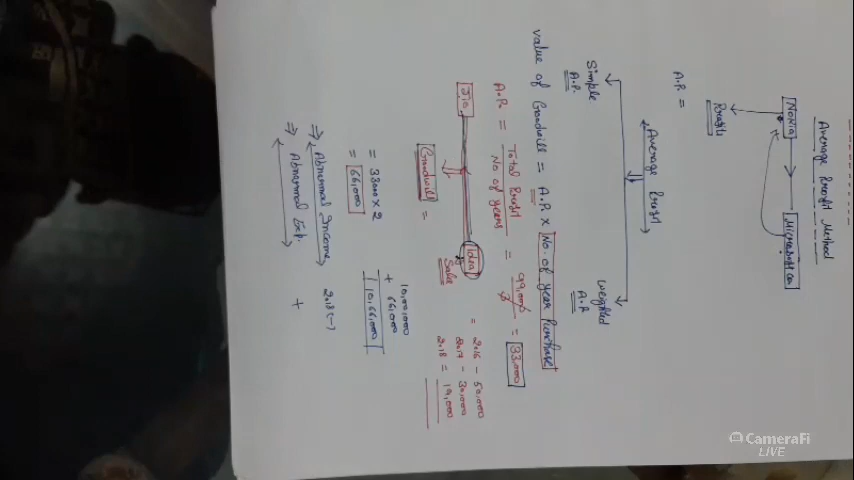 Average Profit Method
Nokia
Microsoft Co
Profits
A.P. =
Average Profit
Simple
A.P.
Weighted
A.P.
Value of Goodwill = A.P. × No. of year Purchase
A.P. = Total Profit / No of years = 99,000 / 3 = 33,000
Jio
Idea
Sale
= 2016 - 50,000
2017 - 30,000
2018 = 19,000
Goodwill =
= 33000 × 2
= 66,000
10,00,000
+ 66,000
10,66,000
⇒ Abnormal Income 2018 (-)
⇒ Abnormal Exp. +
CameraFi
LIVE